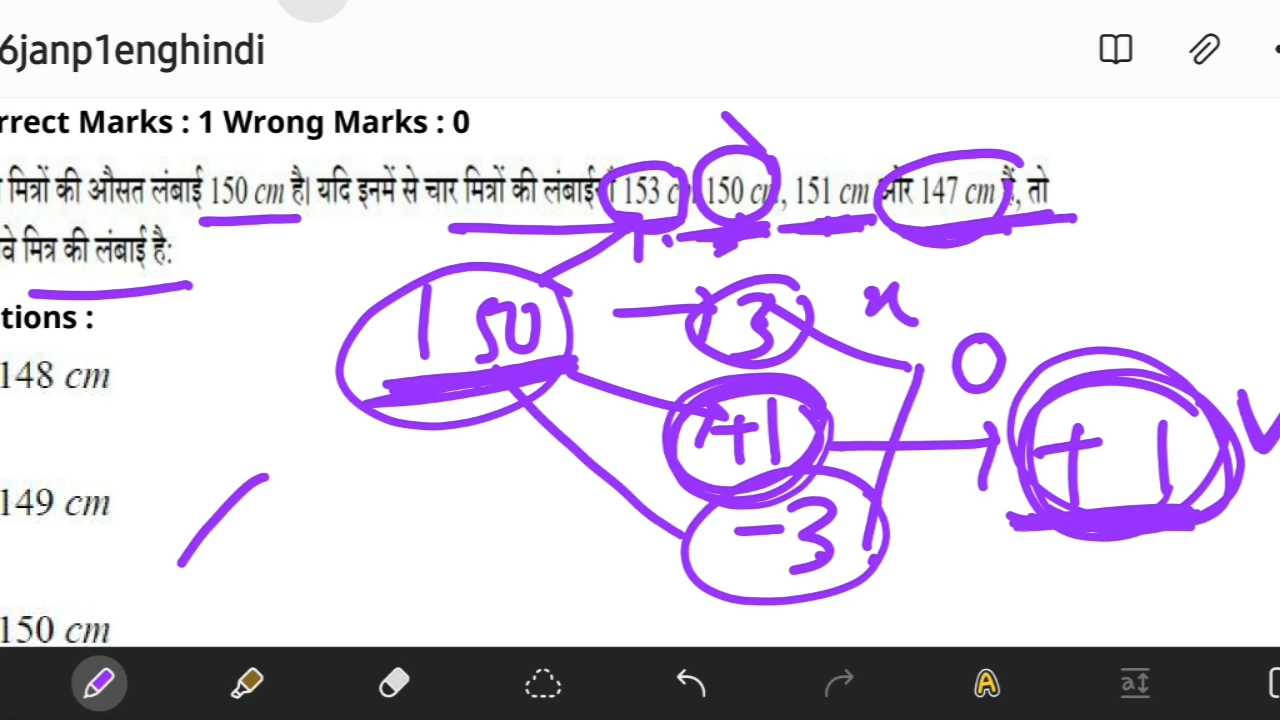 6janp1enghindi
rrect Marks : 1 Wrong Marks : 0
मित्रों की औसत लंबाई 150 cm है| यदि इनमें से चार मित्रों की लंबाई 153 c 150 cm, 151 cm और 147 cm हैं, तो
वे मित्र की लंबाई है:
tions :
148 cm
149 cm
150 cm
150
3
x
0
+1
+1
-3